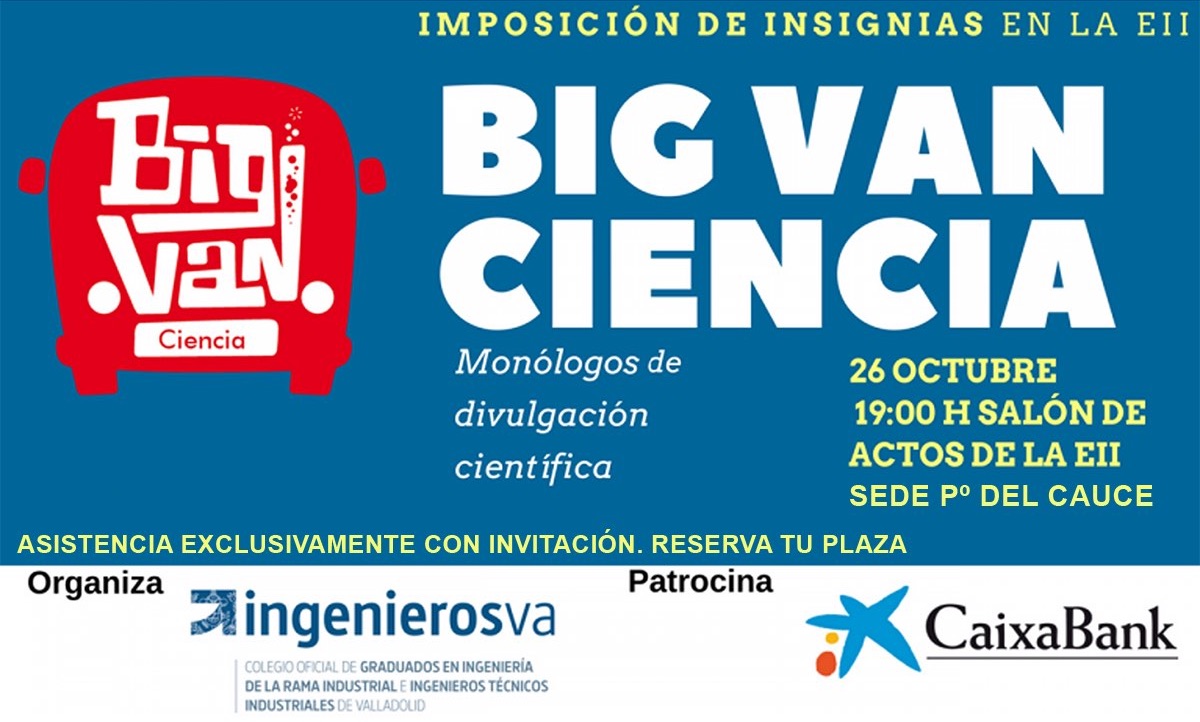 IMPOSICIÓN DE INSIGNIAS EN LA EII
Big
Van
Ciencia
BIG VAN
CIENCIA
Monólogos de
divulgación
científica
26 OCTUBRE
19:00 H SALÓN DE
ACTOS DE LA EII
SEDE Pº DEL CAUCE
ASISTENCIA EXCLUSIVAMENTE CON INVITACIÓN. RESERVA TU PLAZA
Organiza
ingenierosva
COLEGIO OFICIAL DE GRADUADOS EN INGENIERÍA
DE LA RAMA INDUSTRIAL E INGENIEROS TÉCNICOS
INDUSTRIALES DE VALLADOLID
Patrocina
CaixaBank